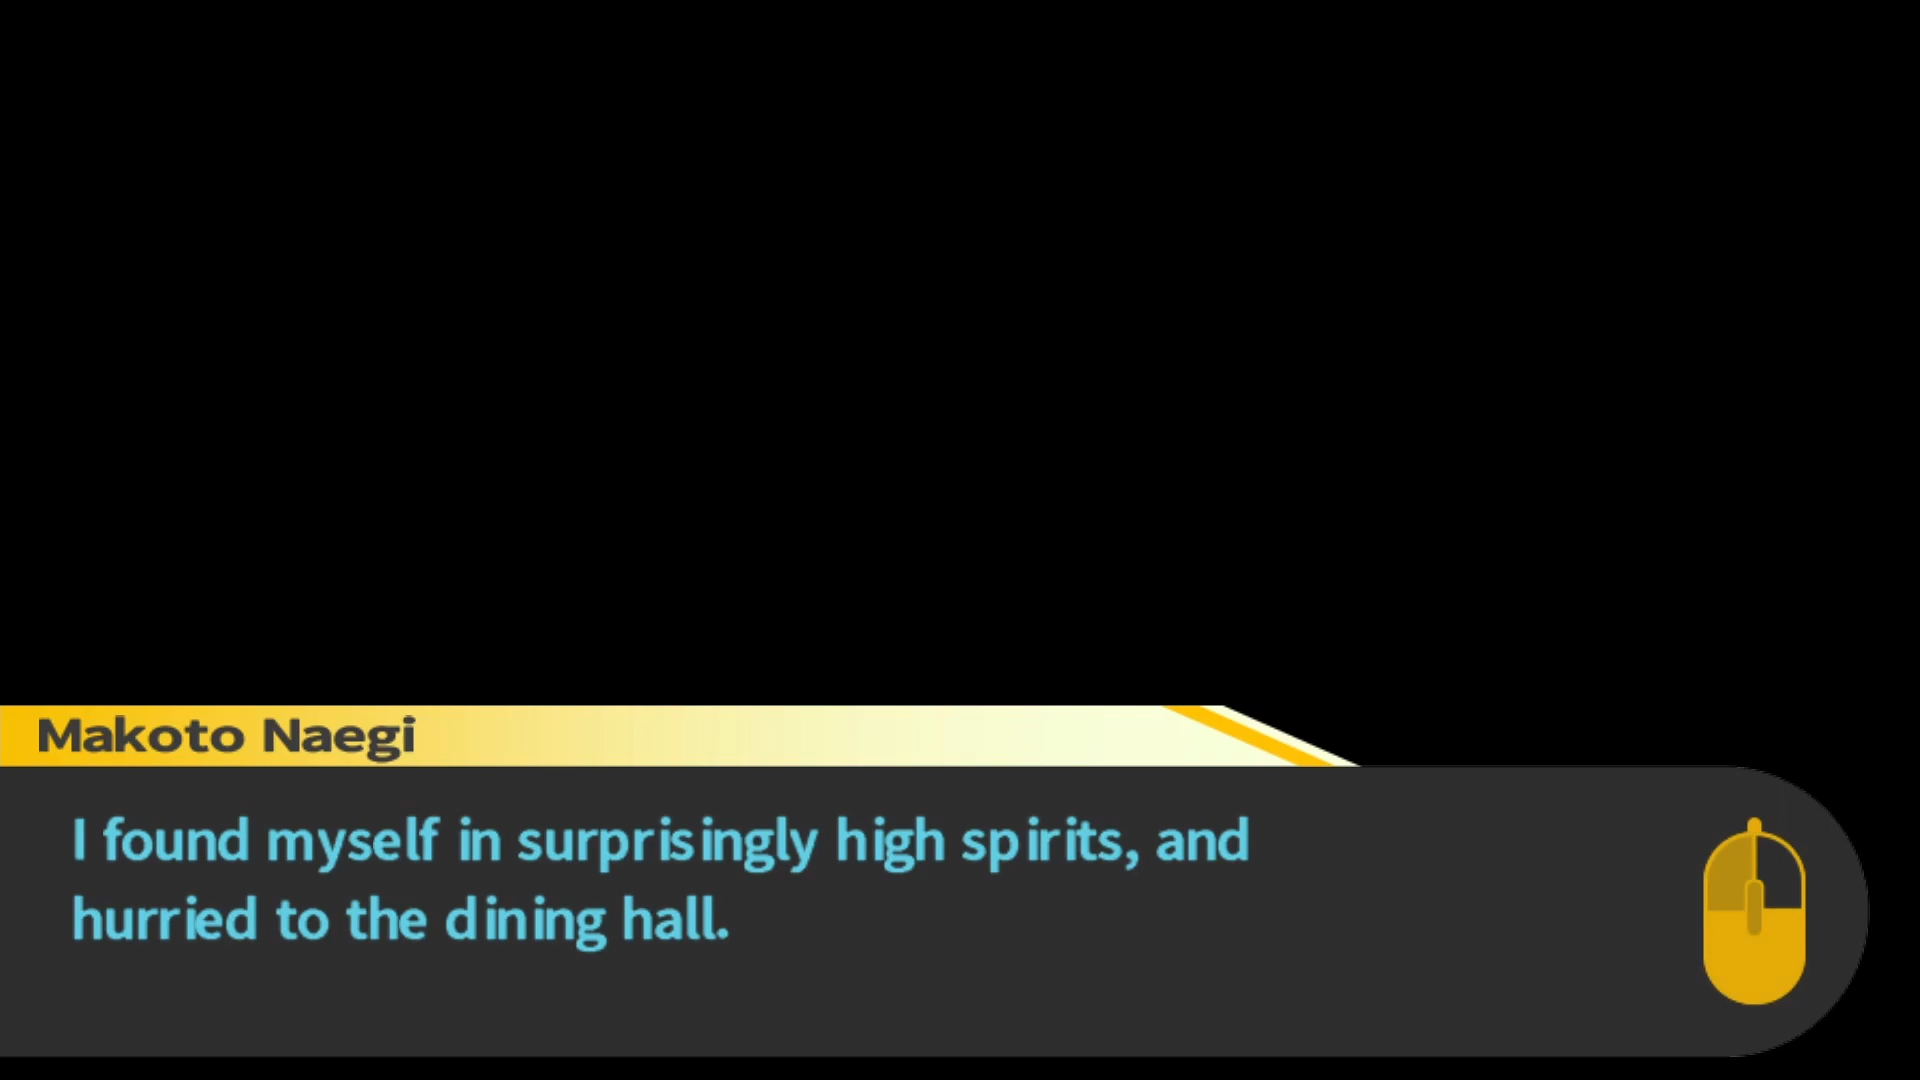 Makoto Naegi
I found myself in surprisingly high spirits, and
hurried to the dining hall.